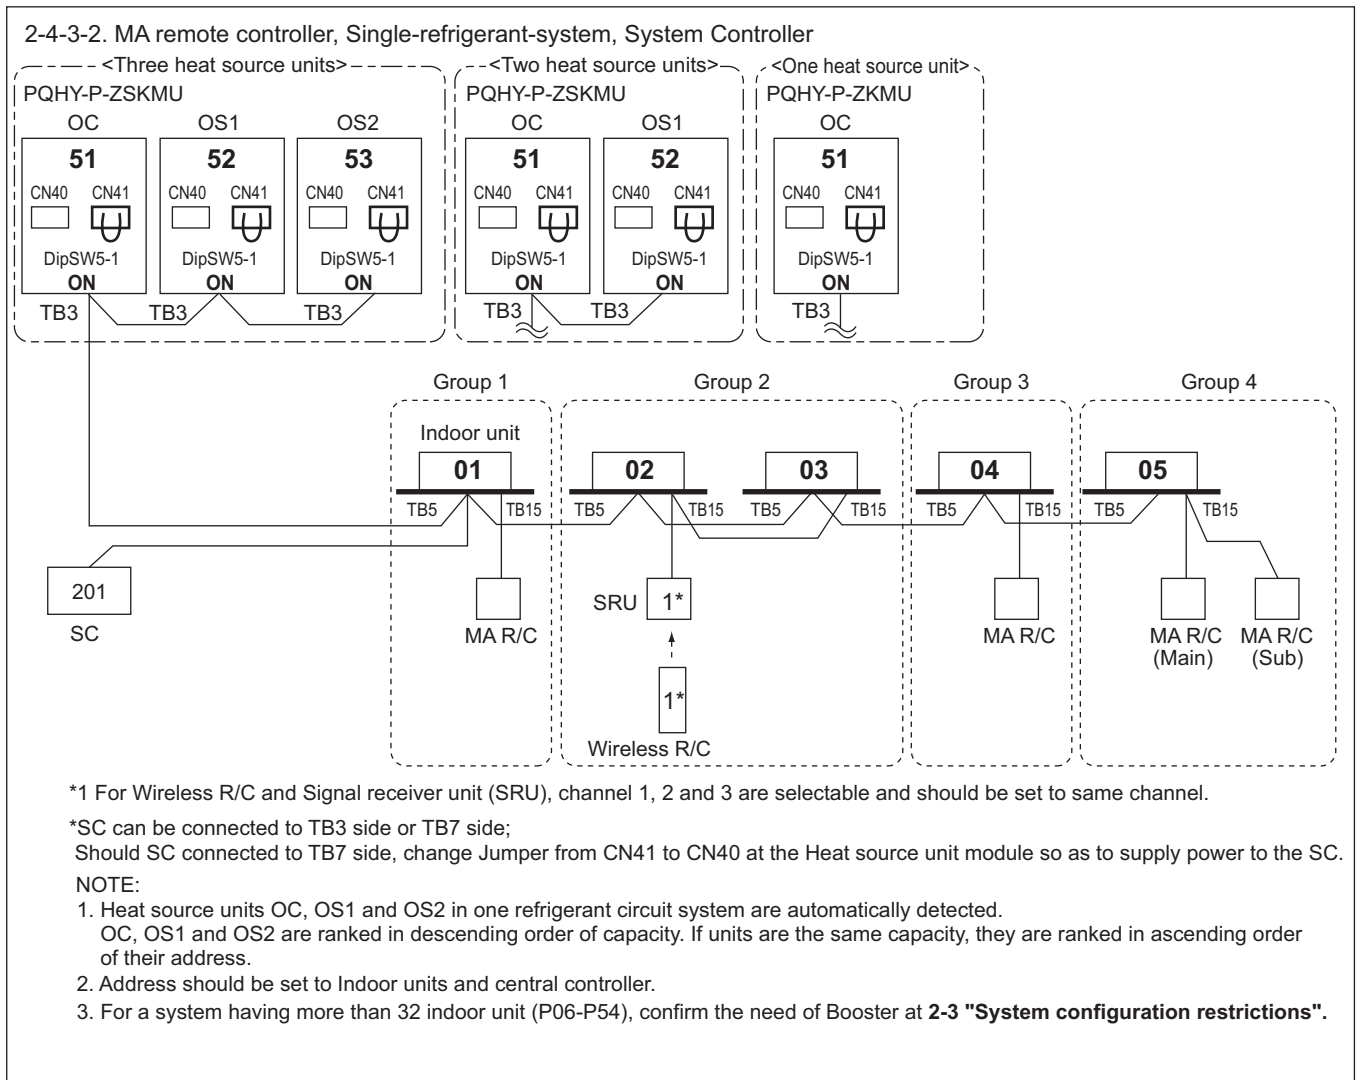 2-4-3-2. MA remote controller, Single-refrigerant-system, System Controller
<Three heat source units>
<Two heat source units>
<One heat source unit>
PQHY-P-ZSKMU
PQHY-P-ZSKMU
PQHY-P-ZKMU
OC OS1 OS2 OC OS1 OC
51 52 53 51 52 51
CN40 CN41 CN40 CN41 CN40 CN41 CN40 CN41 CN40 CN41 CN40 CN41
DipSW5-1 DipSW5-1 DipSW5-1 DipSW5-1 DipSW5-1 DipSW5-1
ON ON ON ON ON ON
TB3 TB3 TB3 TB3 TB3 TB3
Group 1 Group 2 Group 3 Group 4
Indoor unit
01 02 03 04 05
TB5 TB15 TB5 TB15 TB5 TB15 TB5 TB15 TB5 TB15
201
SC
SRU 1*
MA R/C
MA R/C
MA R/C
(Main)
MA R/C
(Sub)
1*
Wireless R/C
*1 For Wireless R/C and Signal receiver unit (SRU), channel 1, 2 and 3 are selectable and should be set to same channel.
*SC can be connected to TB3 side or TB7 side;
Should SC connected to TB7 side, change Jumper from CN41 to CN40 at the Heat source unit module so as to supply power to the SC.
NOTE:
1. Heat source units OC, OS1 and OS2 in one refrigerant circuit system are automatically detected.
OC, OS1 and OS2 are ranked in descending order of capacity. If units are the same capacity, they are ranked in ascending order
of their address.
2. Address should be set to Indoor units and central controller.
3. For a system having more than 32 indoor unit (P06-P54), confirm the need of Booster at 2-3 "System configuration restrictions".